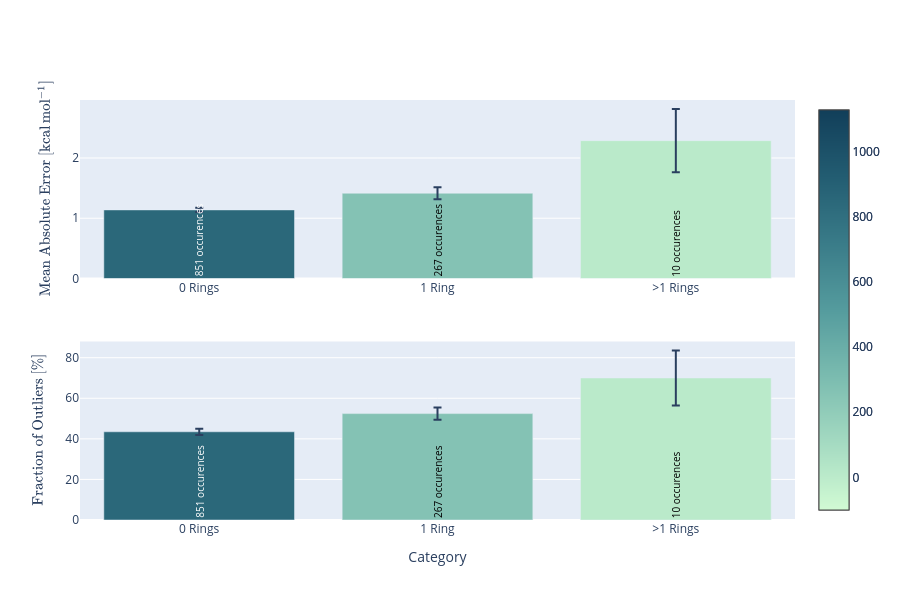 Mean Absolute Error [kcal mol⁻¹]
2
1
0
851 occurences
267 occurences
10 occurences
0 Rings
1 Ring
>1 Rings
Fraction of Outliers [%]
80
60
40
20
0
851 occurences
267 occurences
10 occurences
0 Rings
1 Ring
>1 Rings
Category
1000
800
600
400
200
0